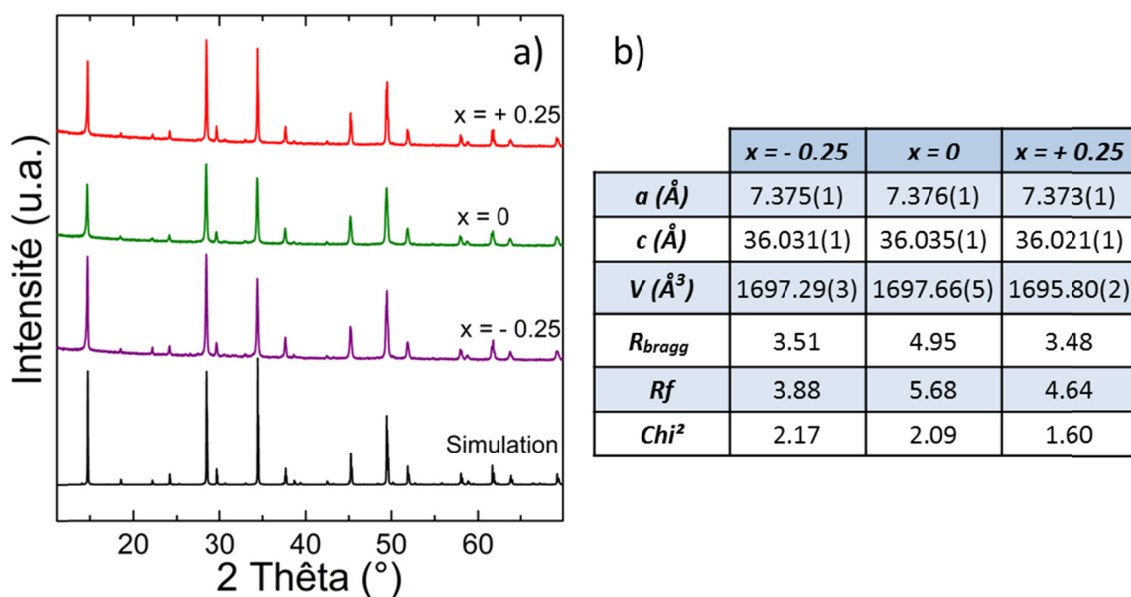 a)
b)
Intensité (u.a.)
x = + 0.25
x = 0
x = - 0.25
Simulation
20 30 40 50 60
2 Thêta (°)
x = - 0.25 x = 0 x = + 0.25
a (Å) 7.375(1) 7.376(1) 7.373(1)
c (Å) 36.031(1) 36.035(1) 36.021(1)
V (Å³) 1697.29(3) 1697.66(5) 1695.80(2)
Rbragg 3.51 4.95 3.48
Rf 3.88 5.68 4.64
Chi² 2.17 2.09 1.60